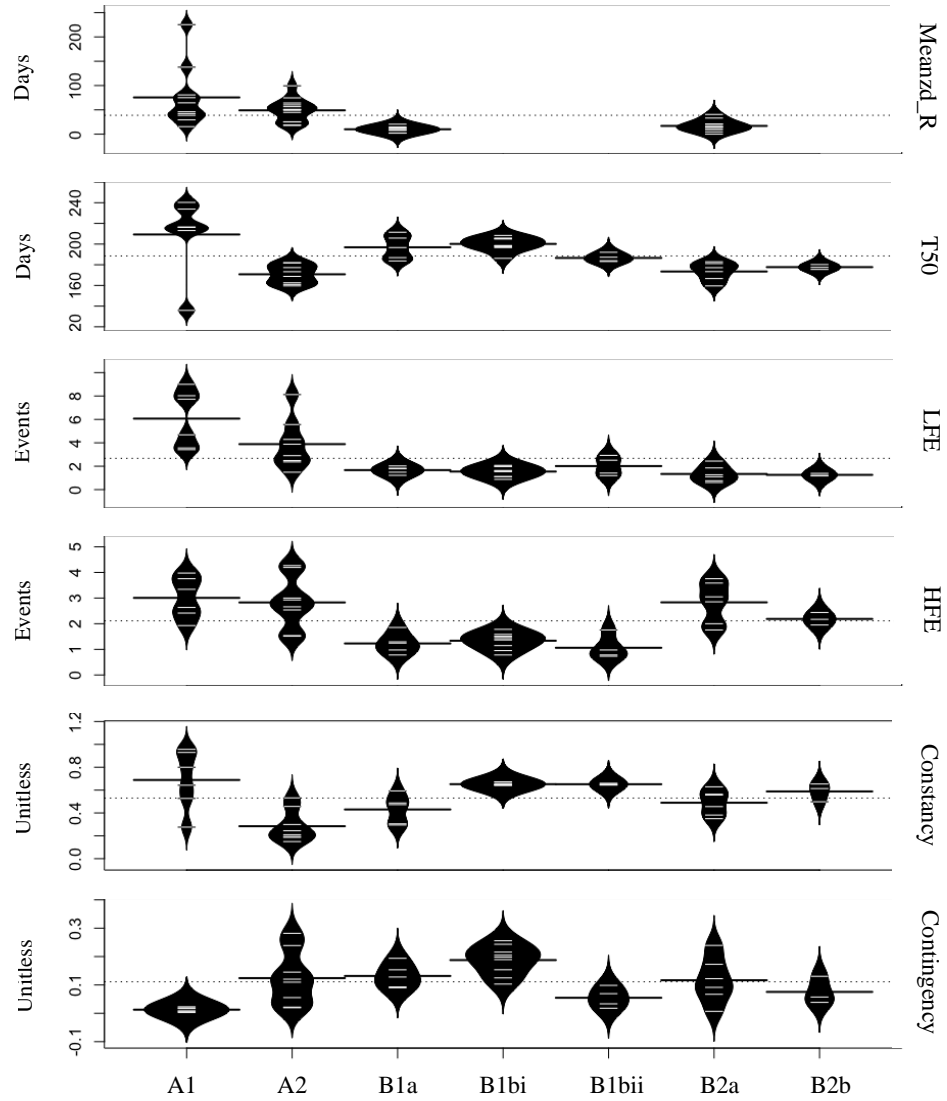 Days
200
100
0
Meanzd_R
Days
240
200
160
20
T50
Events
8
6
4
2
0
LFE
Events
5
4
3
2
1
0
HFE
Unitless
1.2
0.8
0.4
0.0
Constancy
Unitless
0.3
0.1
-0.1
Contingency
A1 A2 B1a B1bi B1bii B2a B2b